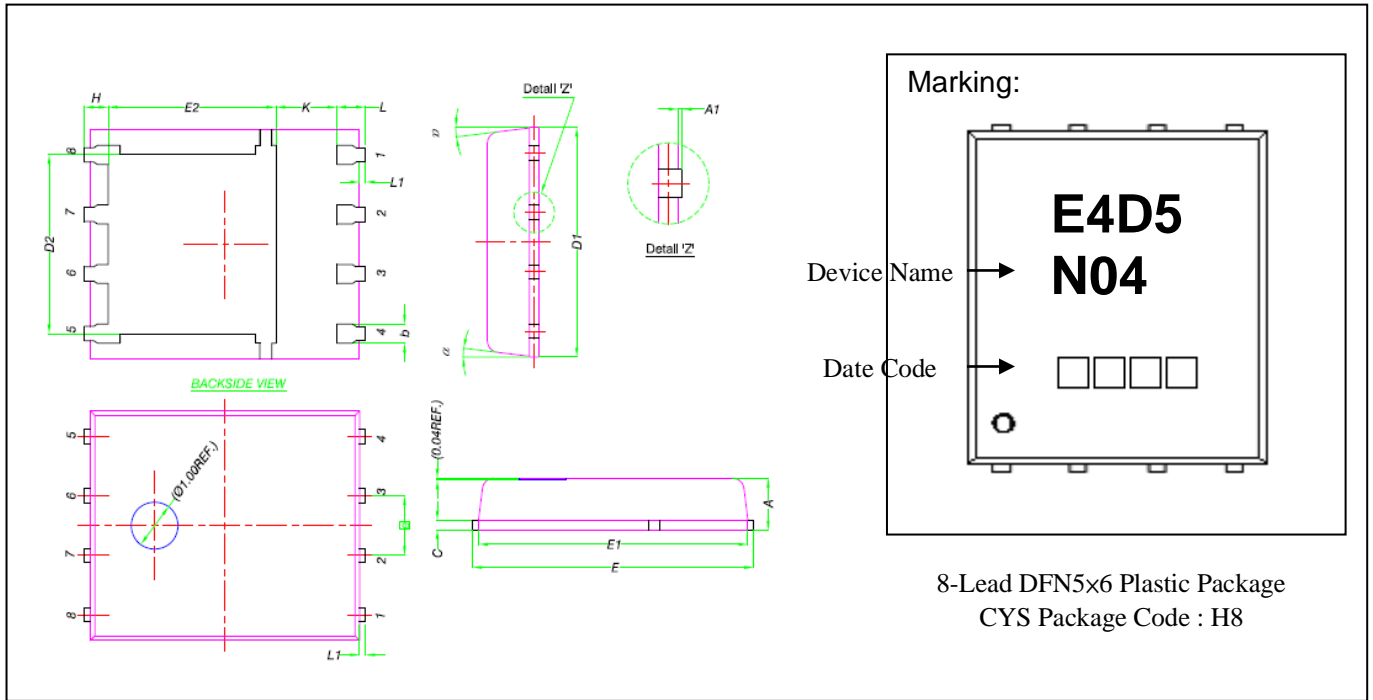 H
E2
K
L
8
1
L1
7
2
D2
6
3
5
4
b
BACKSIDE VIEW
Detail 'Z'
α
D1
α
A1
Detail 'Z'
5
4
(Ø1.00REF.)
6
3
7
2
8
1
L1
(0.04REF.)
A
C
E1
E
Marking:
E4D5
Device Name
N04
Date Code
8-Lead DFN5×6 Plastic Package
CYS Package Code : H8